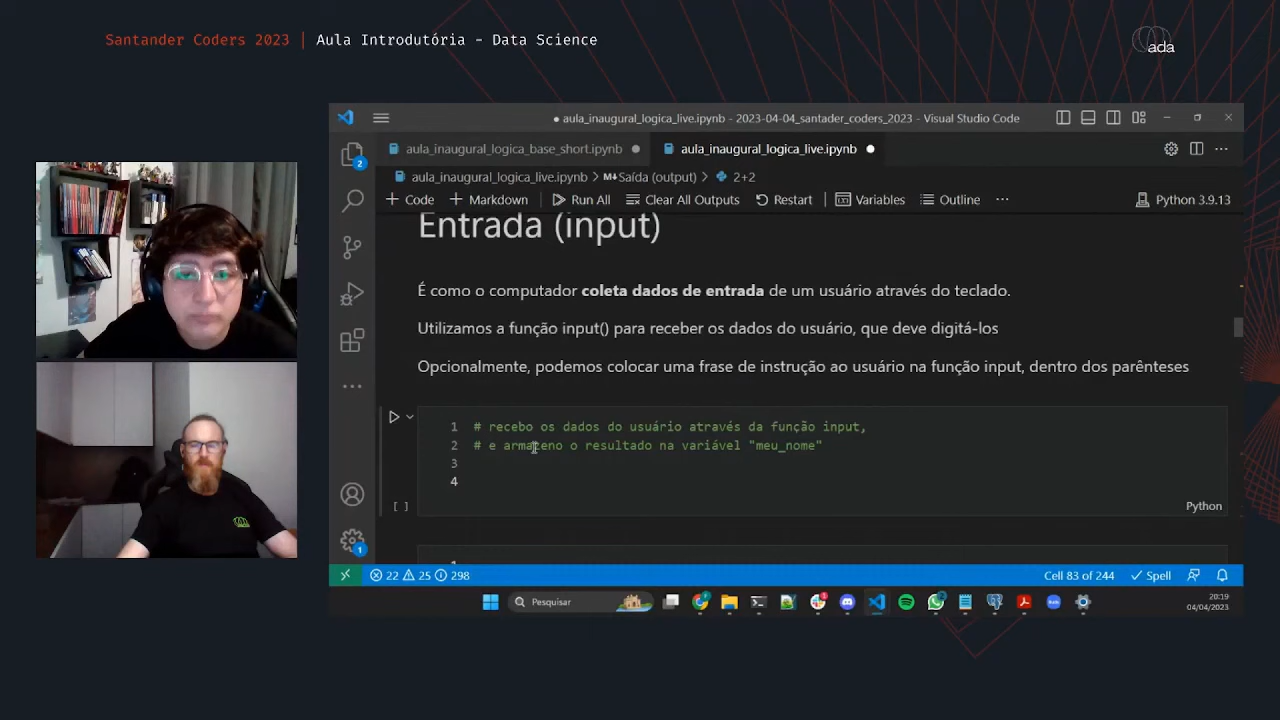 Santander Coders 2023 | Aula Introdutória - Data Science
ada
● aula_inaugural_logica_live.ipynb - 2023-04-04_santader_coders_2023 - Visual Studio Code
aula_inaugural_logica_base_short.ipynb ● aula_inaugural_logica_live.ipynb ●
aula_inaugural_logica_live.ipynb > M↓Saída (output) > 2+2
+ Code + Markdown Run All Clear All Outputs Restart Variables Outline ... Python 3.9.13
Entrada (input)
É como o computador coleta dados de entrada de um usuário através do teclado.
Utilizamos a função input() para receber os dados do usuário, que deve digitá-los
Opcionalmente, podemos colocar uma frase de instrução ao usuário na função input, dentro dos parênteses
1 # recebo os dados do usuário através da função input,
2 # e armazeno o resultado na variável "meu_nome"
3
4
[ ] Python
2
1
22 25 298 Cell 83 of 244 Spell
Pesquisar
20:19
04/04/2023